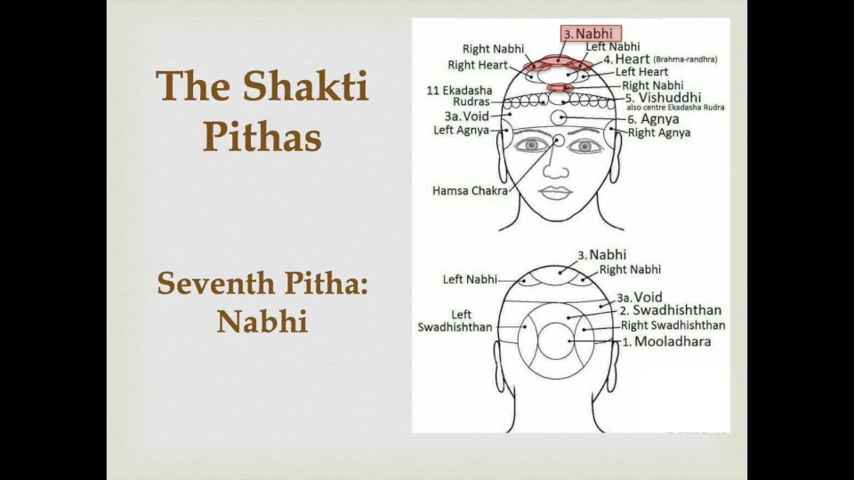 The Shakti
Pithas
Seventh Pitha:
Nabhi
3. Nabhi
Right Nabhi
Left Nabhi
Right Heart
4. Heart (Brahma-randhra)
Left Heart
Right Nabhi
11 Ekadasha
Rudras
5. Vishuddhi
also centre Ekadasha Rudra
3a. Void
6. Agnya
Left Agnya
Right Agnya
Hamsa Chakra
3. Nabhi
Right Nabhi
Left Nabhi
3a. Void
2. Swadhishthan
Left
Swadhishthan
Right Swadhishthan
1. Mooladhara